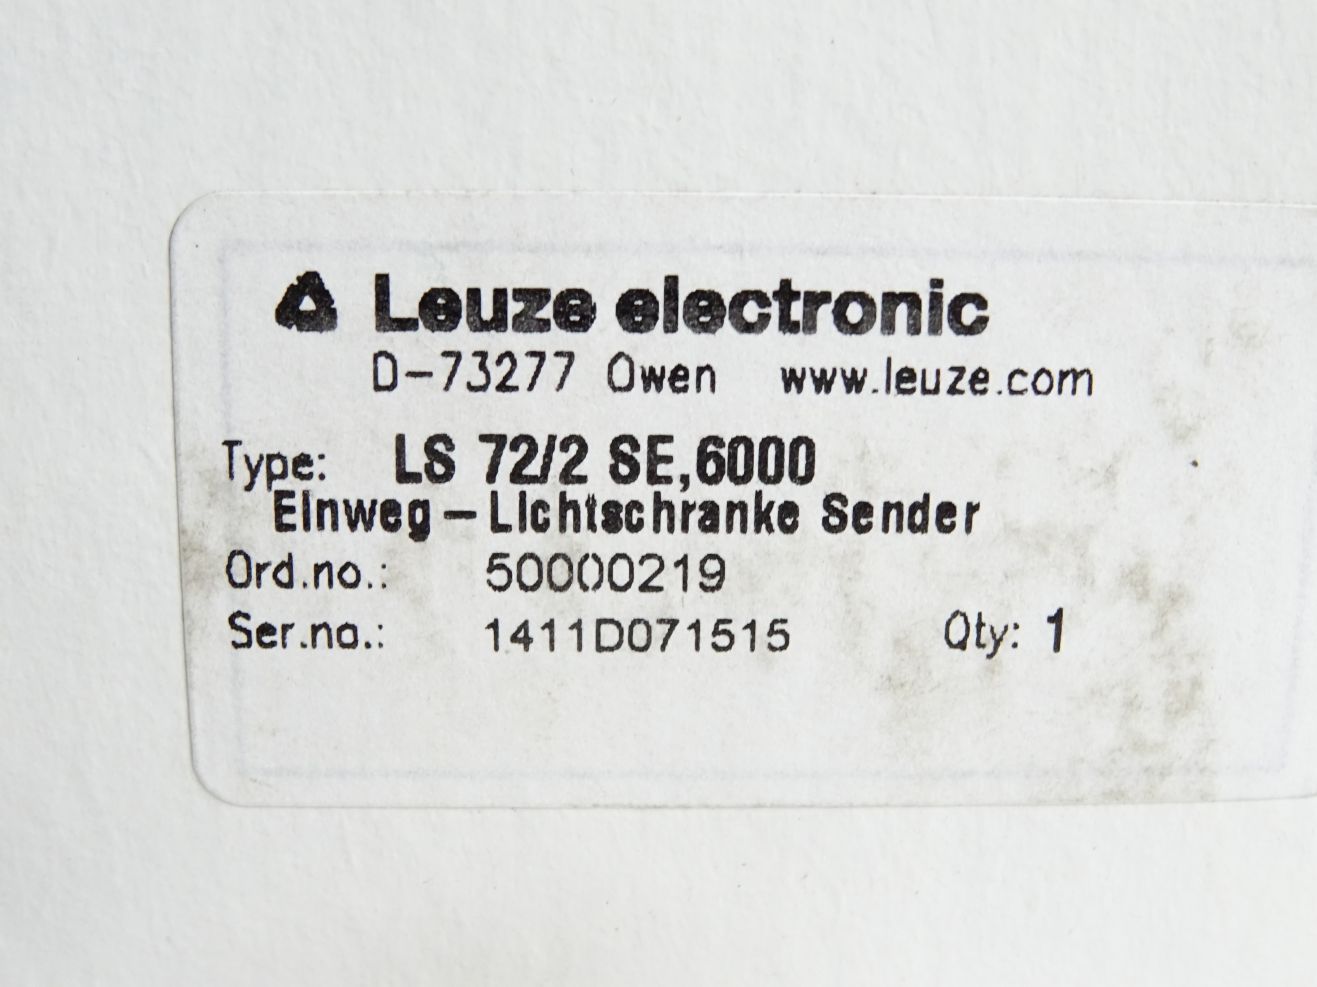 Leuze electronic
D-73277 Owen www.leuze.com
Type: LS 72/2 SE,6000
Einweg-Lichtschranke Sender
Ord.no.: 50000219
Ser.no.: 1411D071515 Qty: 1